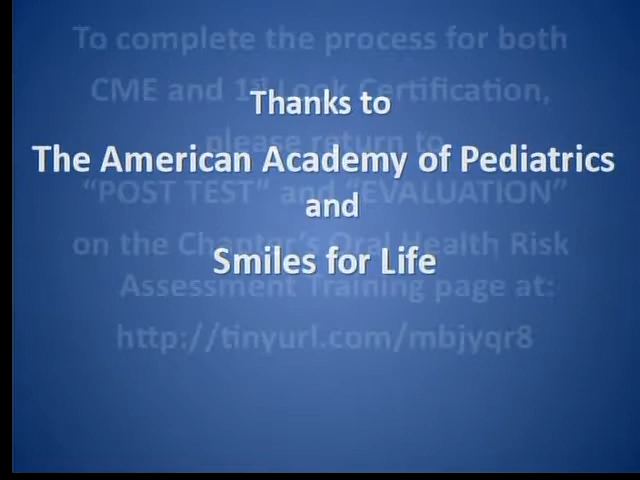 To complete the process for both
CME and 1st Look Certification,
Thanks to
please return to
The American Academy of Pediatrics
"POST TEST" and "EVALUATION"
and
on the Chapter's Oral Health Risk
Smiles for Life
Assessment Training page at:
http://tinyurl.com/mbjyqr8